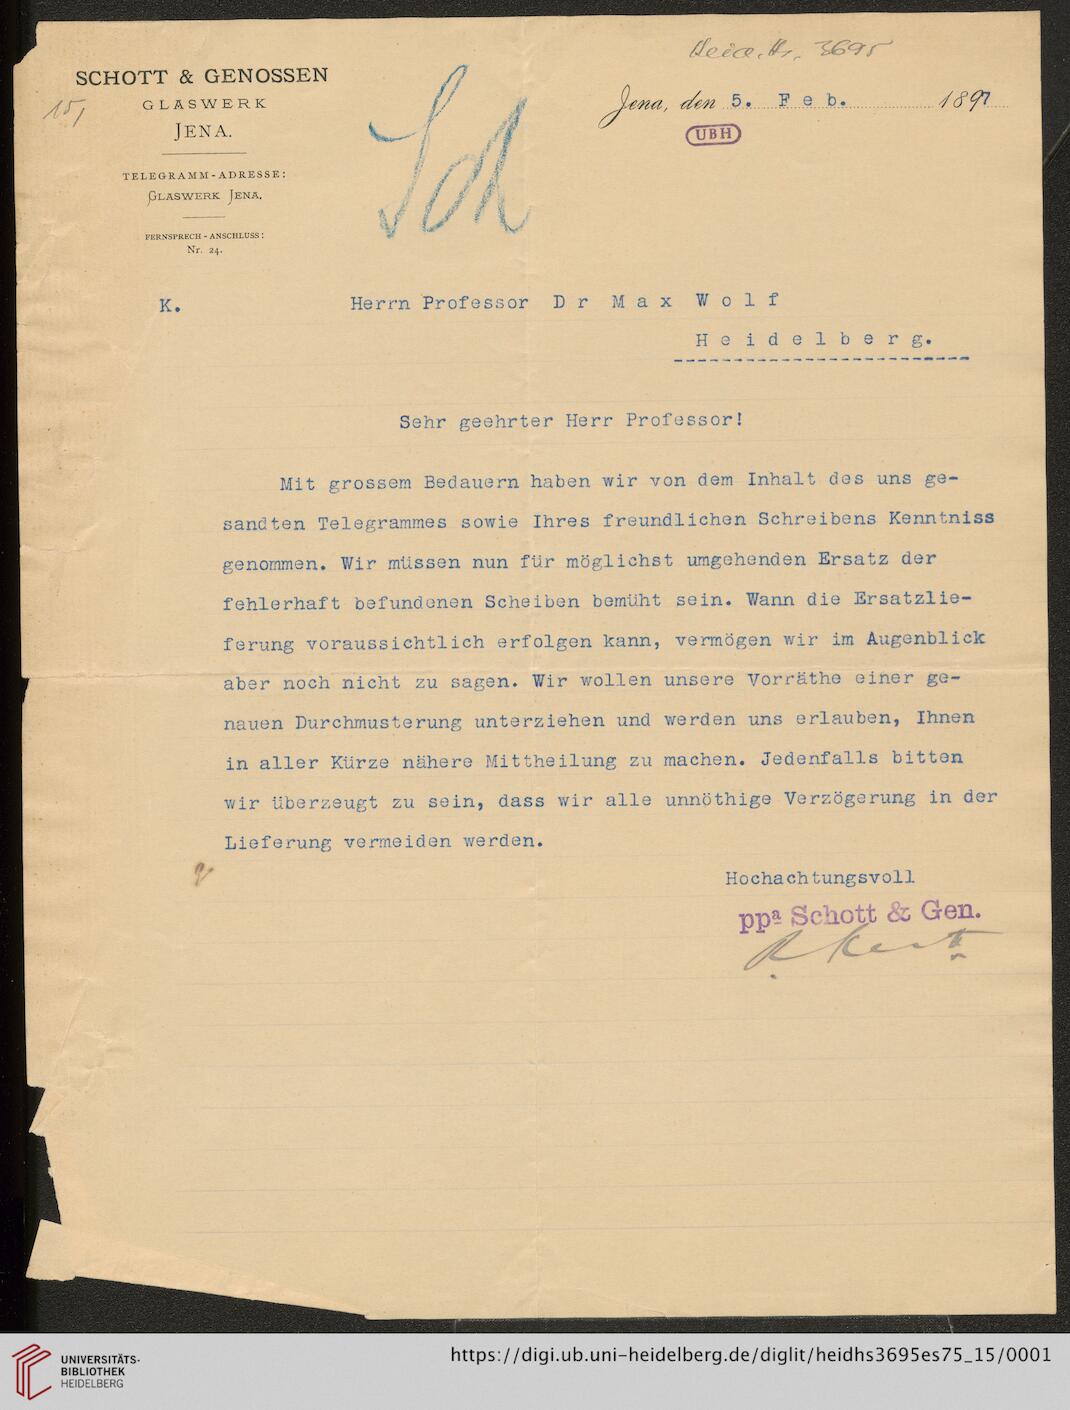 Heid. Hs. 3695
SCHOTT & GENOSSEN
GLASWERK
JENA.
15,
TELEGRAMM-ADRESSE:
GLASWERK JENA.
FERNSPRECH-ANSCHLUSS:
Nr. 24.
Jena, den 5. Feb. 1897
UBH
Sch
K. Herrn Professor Dr Max Wolf
Heidelberg.
Sehr geehrter Herr Professor!
Mit grossem Bedauern haben wir von dem Inhalt des uns ge-
sandten Telegrammes sowie Ihres freundlichen Schreibens Kenntniss
genommen. Wir müssen nun für möglichst umgehenden Ersatz der
fehlerhaft befundenen Scheiben bemüht sein. Wann die Ersatzlie-
ferung voraussichtlich erfolgen kann, vermögen wir im Augenblick
aber noch nicht zu sagen. Wir wollen unsere Vorräthe einer ge-
nauen Durchmusterung unterziehen und werden uns erlauben, Ihnen
in aller Kürze nähere Mittheilung zu machen. Jedenfalls bitten
wir überzeugt zu sein, dass wir alle unnöthige Verzögerung in der
Lieferung vermeiden werden.
Hochachtungsvoll
ppª Schott & Gen.
UNIVERSITÄTS-
BIBLIOTHEK
HEIDELBERG
https://digi.ub.uni-heidelberg.de/diglit/heidhs3695es75_15/0001